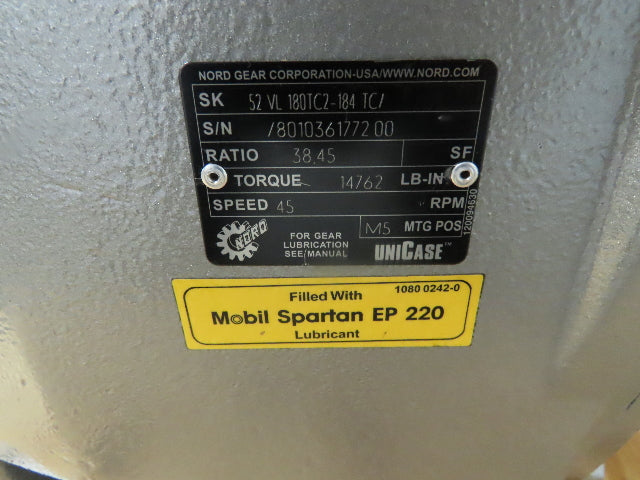 NORD GEAR CORPORATION-USA/WWW.NORD.COM
SK 52 VL 180TC2-184 TC/
S/N /801036177200
RATIO 38.45 SF
TORQUE 14762 LB-IN
SPEED 45 RPM
M5 MTG POS
120094630
NORD
FOR GEAR
LUBRICATION
SEE MANUAL
UNICASE™
Filled With 1080 0242-0
Mobil Spartan EP 220
Lubricant